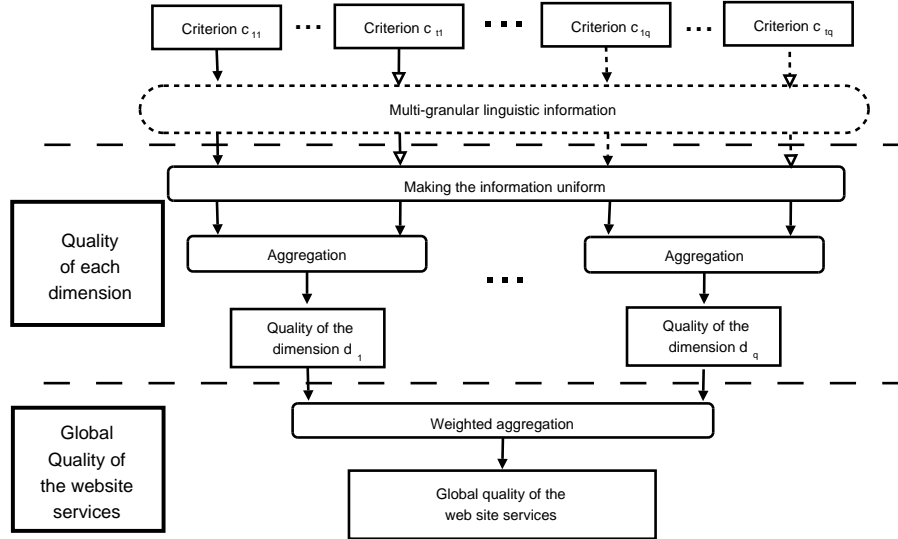 Criterion c 11
...
Criterion c t1
...
Criterion c 1q
...
Criterion c tq
Multi-granular linguistic information
Making the information uniform
Quality
of each
dimension
Aggregation
...
Aggregation
Quality of the
dimension d 1
Quality of the
dimension d q
Global
Quality of
the website
services
Weighted aggregation
Global quality of the
web site services